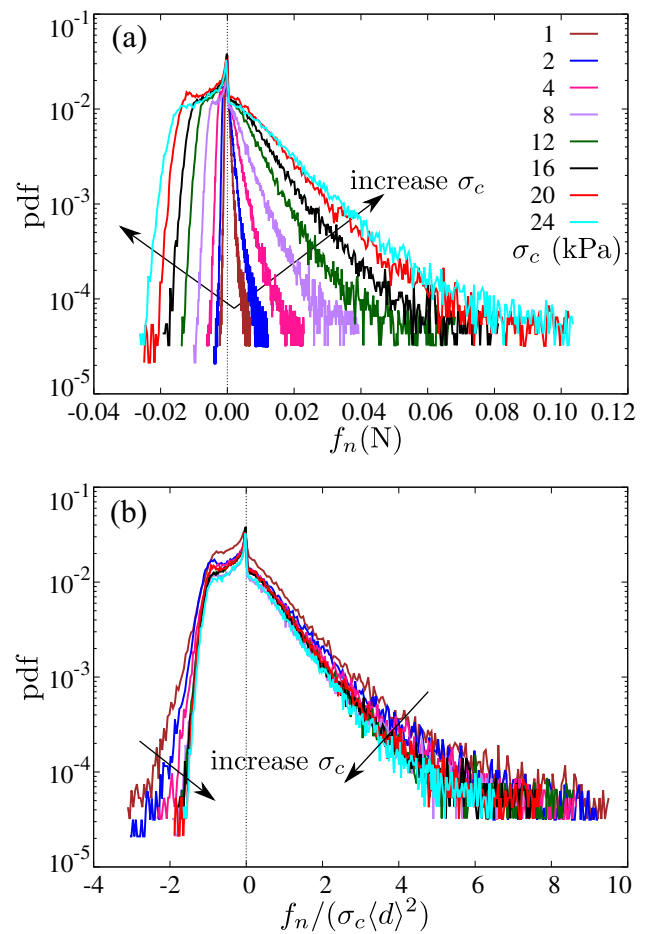 (a)
10⁻¹
10⁻²
10⁻³
10⁻⁴
10⁻⁵
pdf
1
2
4
8
12
16
20
24
σ_c (kPa)
increase σ_c
-0.04 -0.02 0.00 0.02 0.04 0.06 0.08 0.10 0.12
f_n(N)
(b)
10⁻¹
10⁻²
10⁻³
10⁻⁴
10⁻⁵
pdf
increase σ_c
-4 -2 0 2 4 6 8 10
f_n/(σ_c⟨d⟩²)